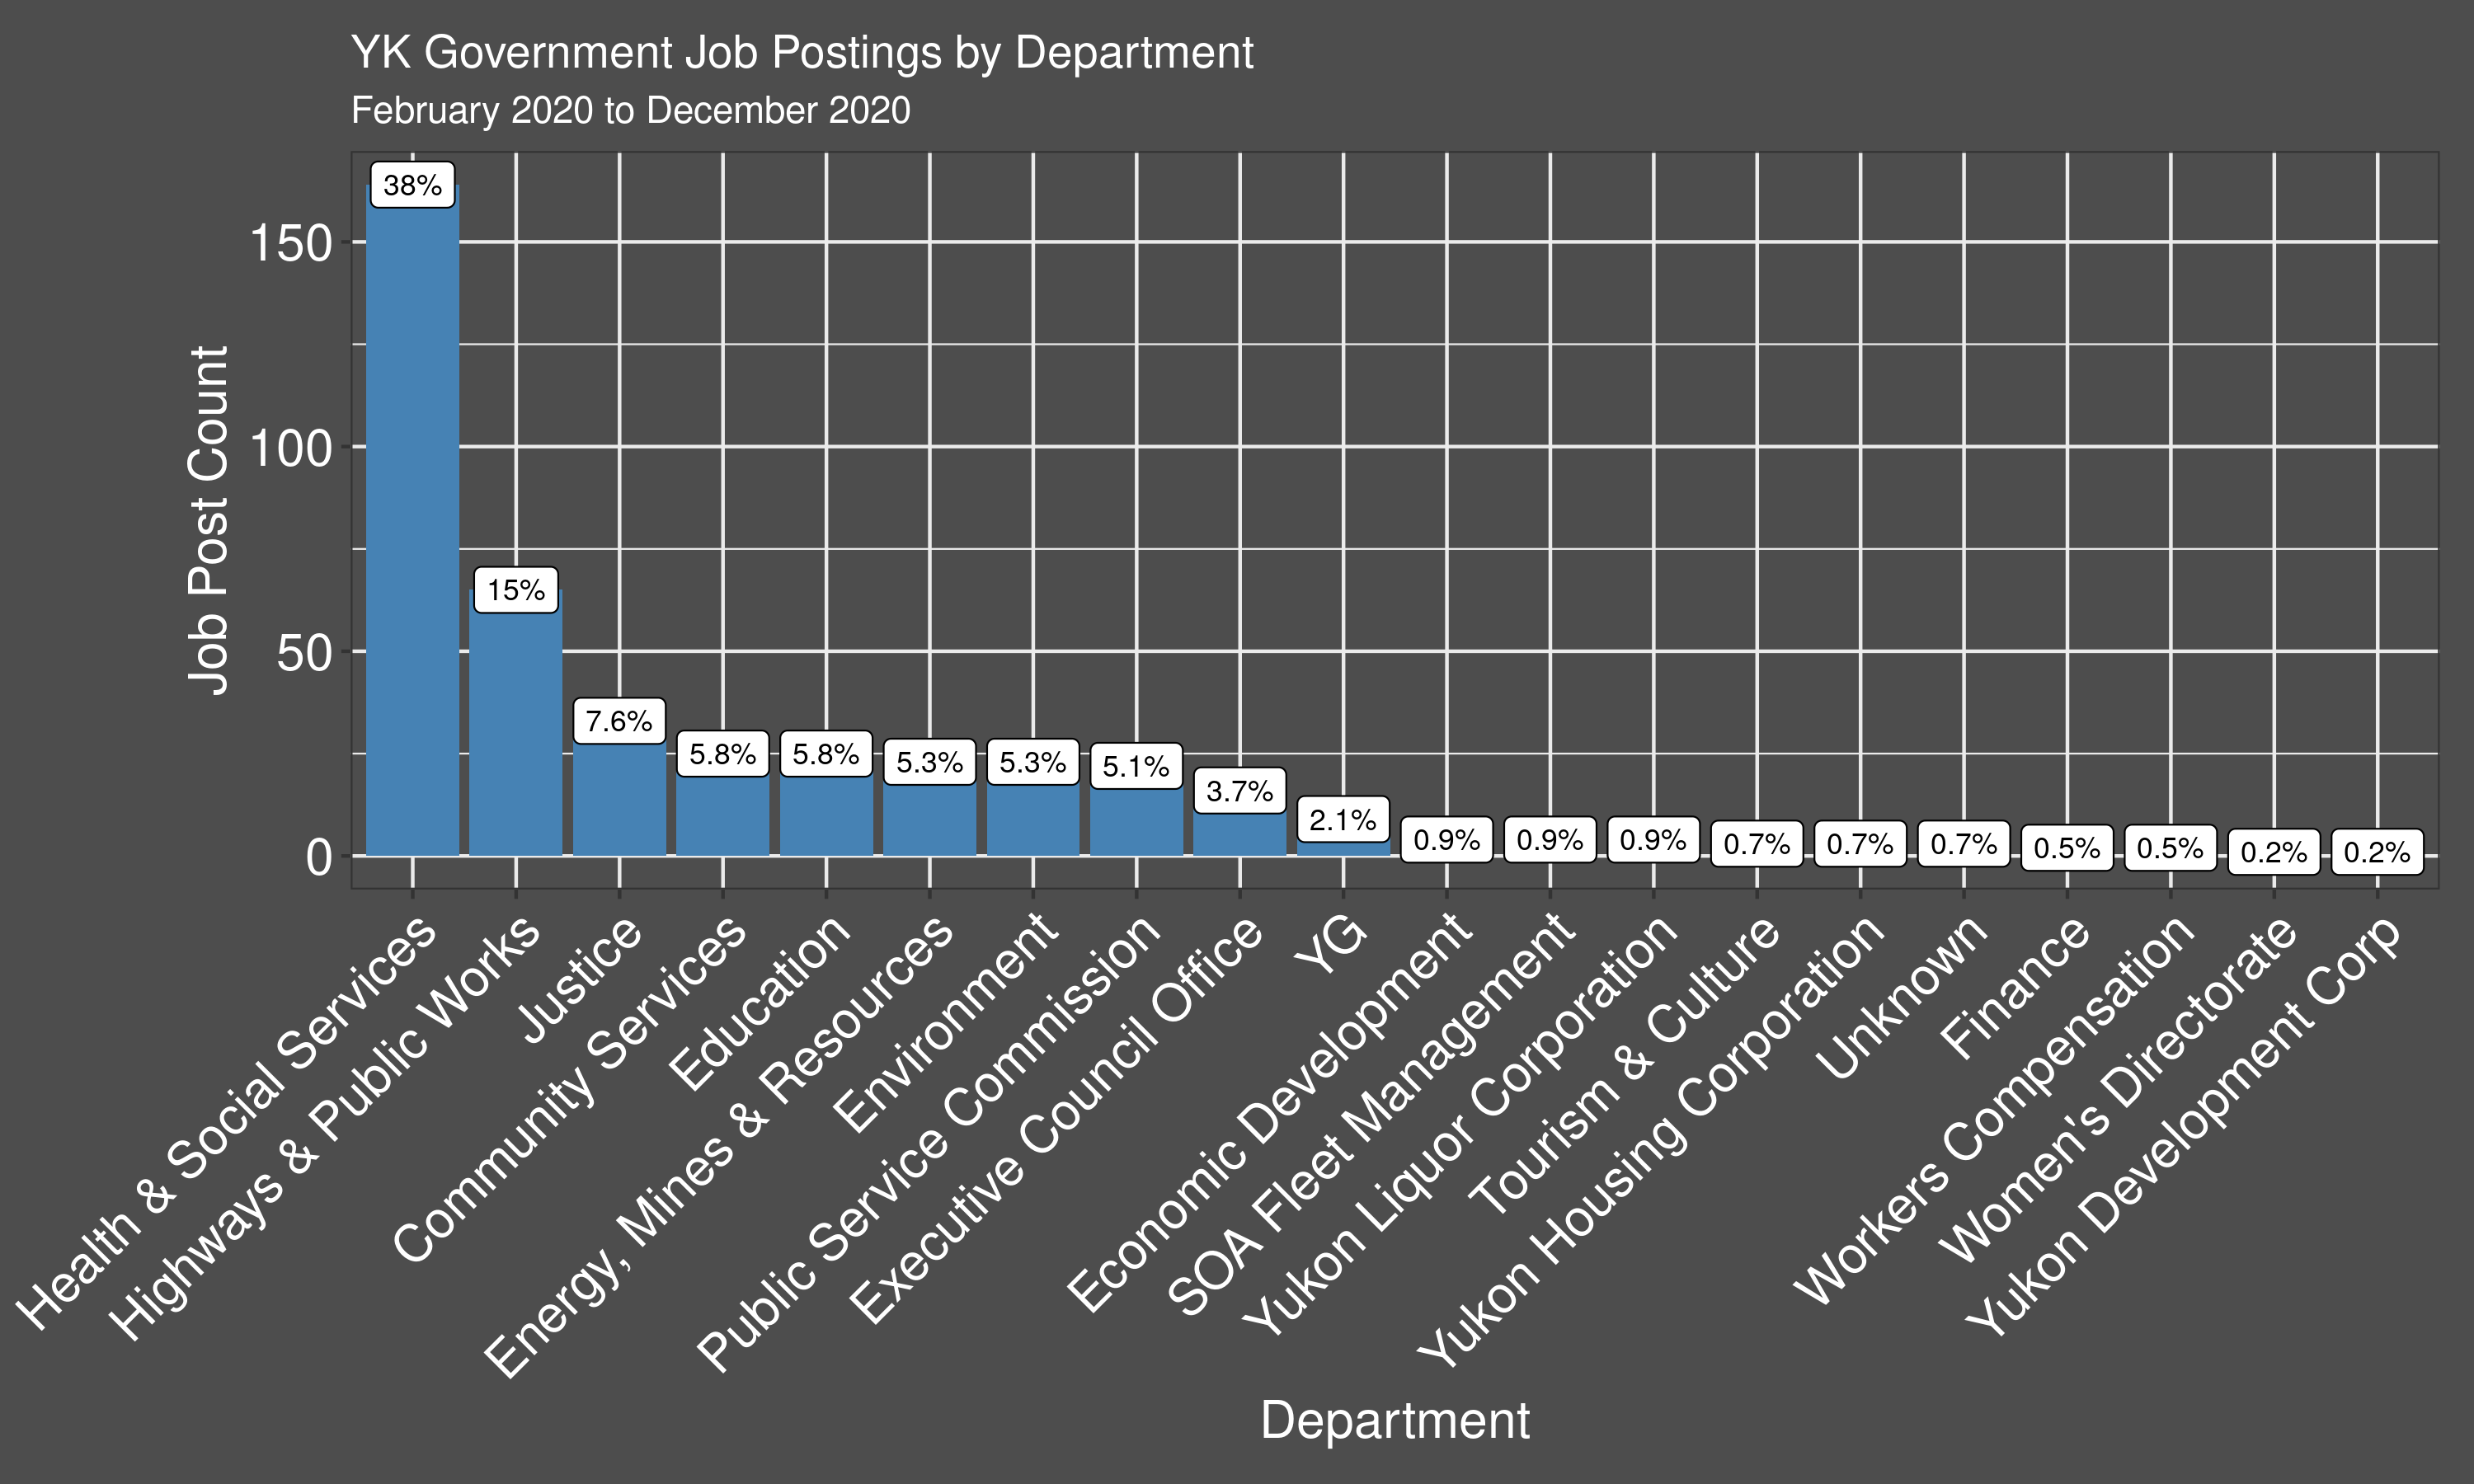 YK Government Job Postings by Department
February 2020 to December 2020
Job Post Count
150
100
50
0
38%
15%
7.6%
5.8%
5.8%
5.3%
5.3%
5.1%
3.7%
2.1%
0.9%
0.9%
0.9%
0.7%
0.7%
0.7%
0.5%
0.5%
0.2%
0.2%
Health & Social Services
Highways & Public Works
Justice
Community Services
Education
Energy, Mines & Resources
Environment
Public Service Commission
Executive Council Office
YG
Economic Development
SOA Fleet Management
Yukon Liquor Corporation
Tourism & Culture
Yukon Housing Corporation
Unknown
Finance
Workers Compensation
Women's Directorate
Yukon Development Corp
Department